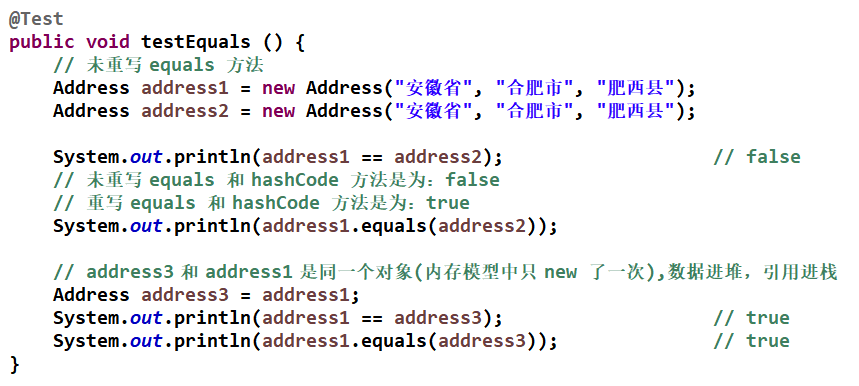 @Test
public void testEquals () {
    // 未重写 equals 方法
    Address address1 = new Address("安徽省", "合肥市", "肥西县");
    Address address2 = new Address("安徽省", "合肥市", "肥西县");
    System.out.println(address1 == address2);                  // false
    // 未重写 equals 和 hashCode 方法是为: false
    // 重写 equals 和 hashCode 方法是为: true
    System.out.println(address1.equals(address2));
    // address3 和 address1 是同一个对象(内存模型中只 new 了一次),数据进堆, 引用进栈
    Address address3 = address1;
    System.out.println(address1 == address3);                  // true
    System.out.println(address1.equals(address3));             // true
}